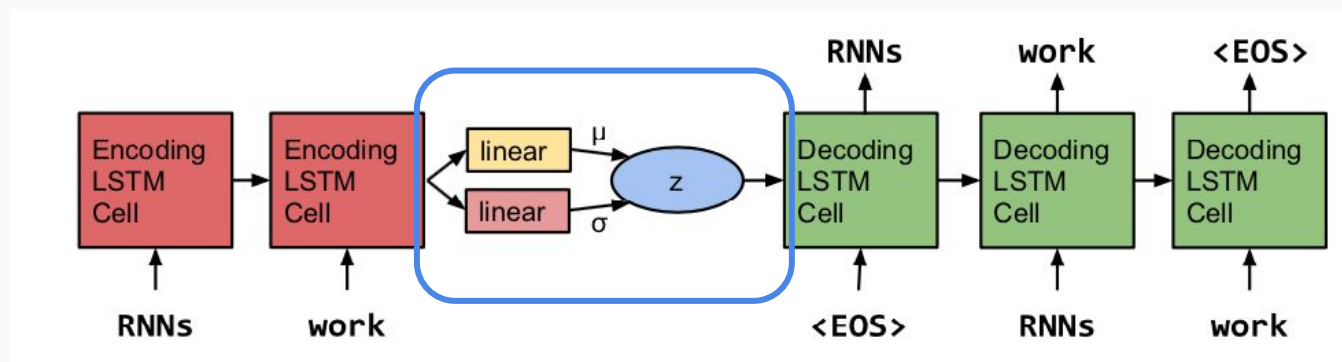 RNNs work <EOS>
Encoding LSTM Cell
Encoding LSTM Cell
linear
μ
linear
σ
z
Decoding LSTM Cell
Decoding LSTM Cell
Decoding LSTM Cell
RNNs work <EOS> RNNs work